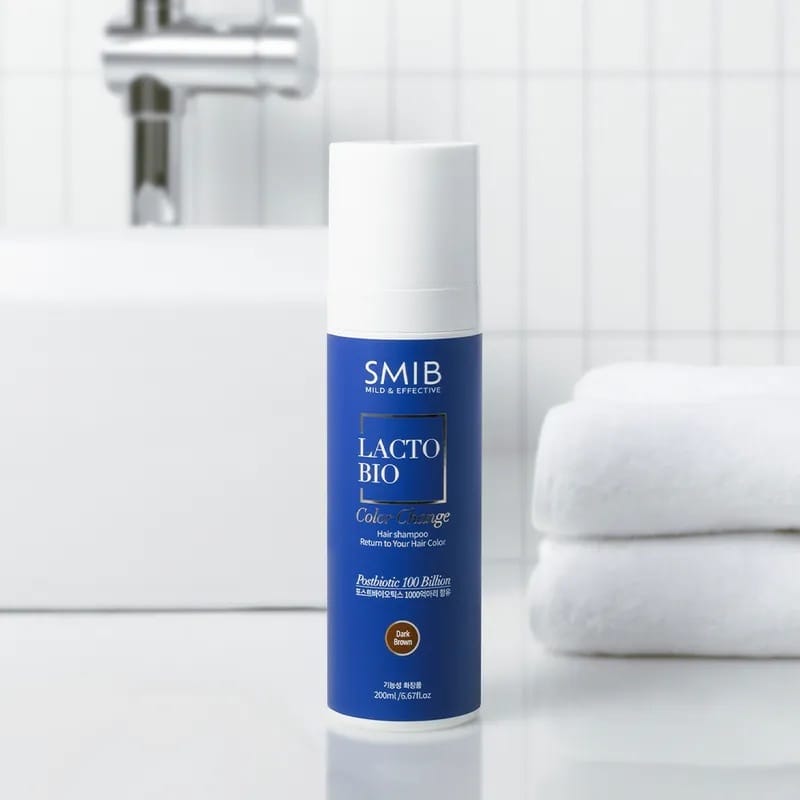 SMIB
MILD & EFFECTIVE
LACTO
BIO
Color Change
Hair shampoo
Return to Your Hair Color
Postbiotic 100 Billion
포스트바이오틱스 1000억마리 함유
Dark
Brown
기능성 화장품
200ml /6.67fl.oz